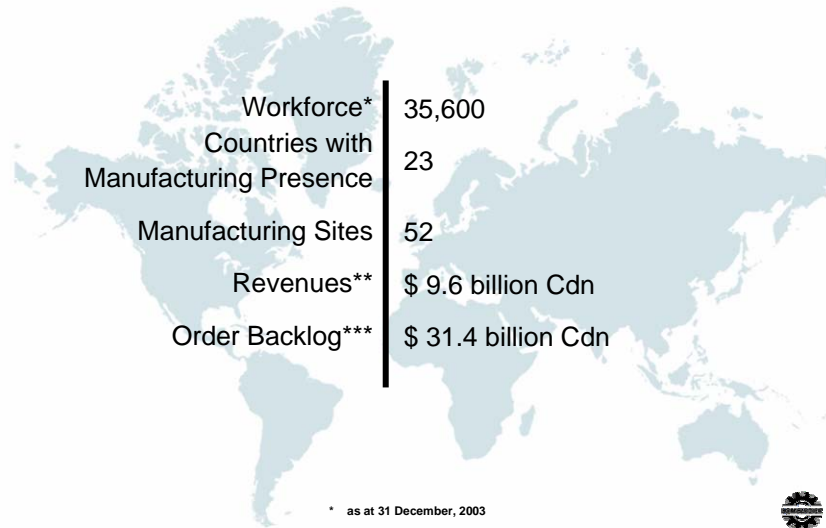 Workforce* 35,600
Countries with
Manufacturing Presence 23
Manufacturing Sites 52
Revenues** $ 9.6 billion Cdn
Order Backlog*** $ 31.4 billion Cdn
* as at 31 December, 2003